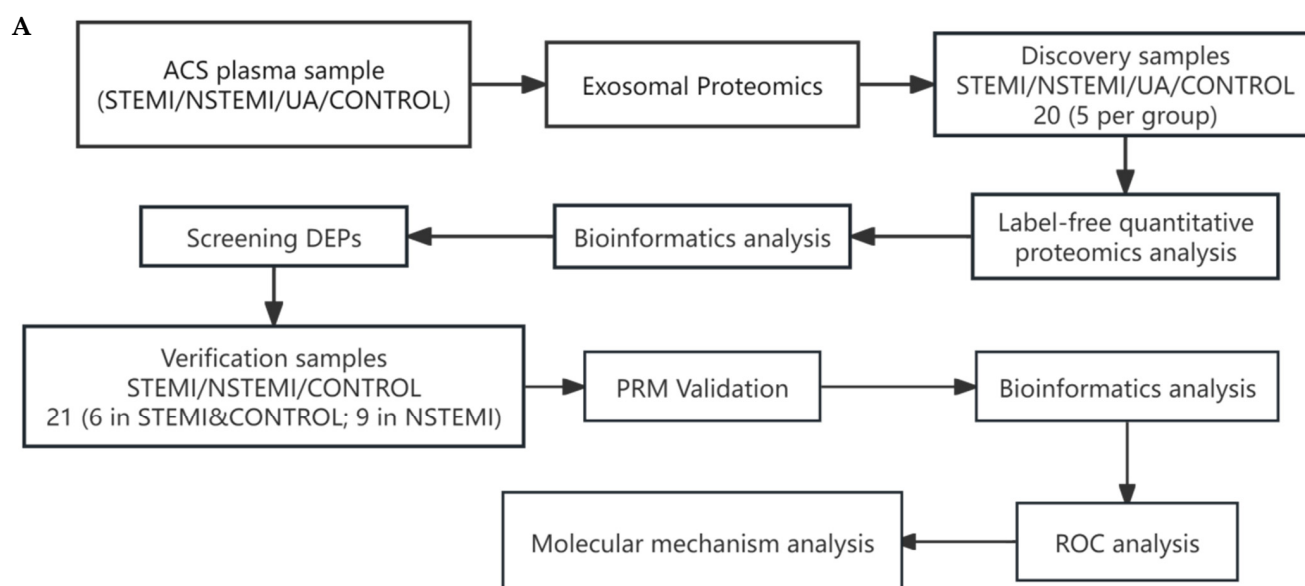 A
ACS plasma sample
(STEMI/NSTEMI/UA/CONTROL)
Exosomal Proteomics
Discovery samples
STEMI/NSTEMI/UA/CONTROL
20 (5 per group)
Label-free quantitative
proteomics analysis
Bioinformatics analysis
Screening DEPs
Verification samples
STEMI/NSTEMI/CONTROL
21 (6 in STEMI&CONTROL; 9 in NSTEMI)
PRM Validation
Bioinformatics analysis
ROC analysis
Molecular mechanism analysis